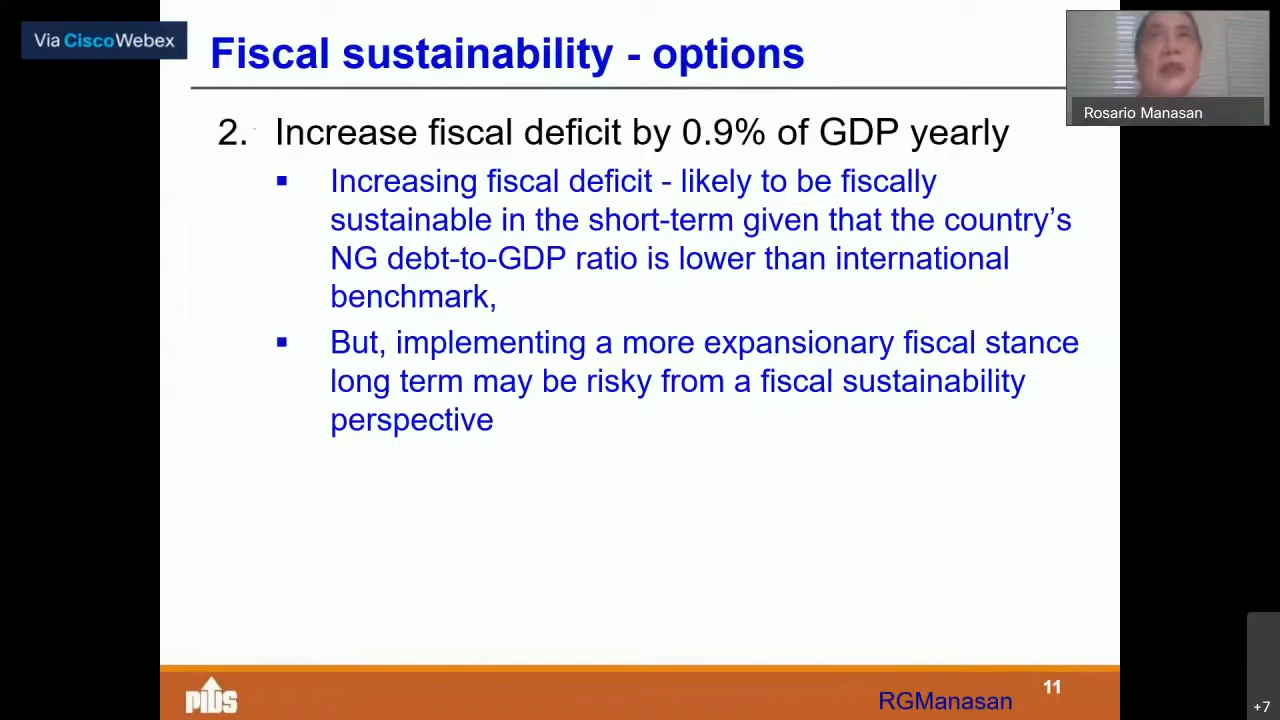 Via CiscoWebex
Fiscal sustainability - options
Rosario Manasan
2. Increase fiscal deficit by 0.9% of GDP yearly
▪ Increasing fiscal deficit - likely to be fiscally
sustainable in the short-term given that the country's
NG debt-to-GDP ratio is lower than international
benchmark,
▪ But, implementing a more expansionary fiscal stance
long term may be risky from a fiscal sustainability
perspective
PIDS
RGManasan
11
+7